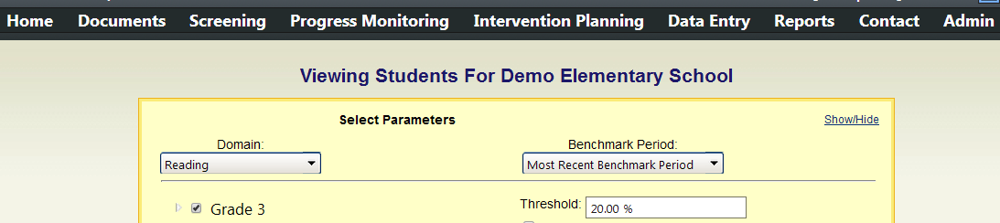 Home Documents Screening Progress Monitoring Intervention Planning Data Entry Reports Contact Admin
Viewing Students For Demo Elementary School
Select Parameters Show/Hide
Domain: Benchmark Period:
Reading Most Recent Benchmark Period
Grade 3 Threshold: 20.00 %